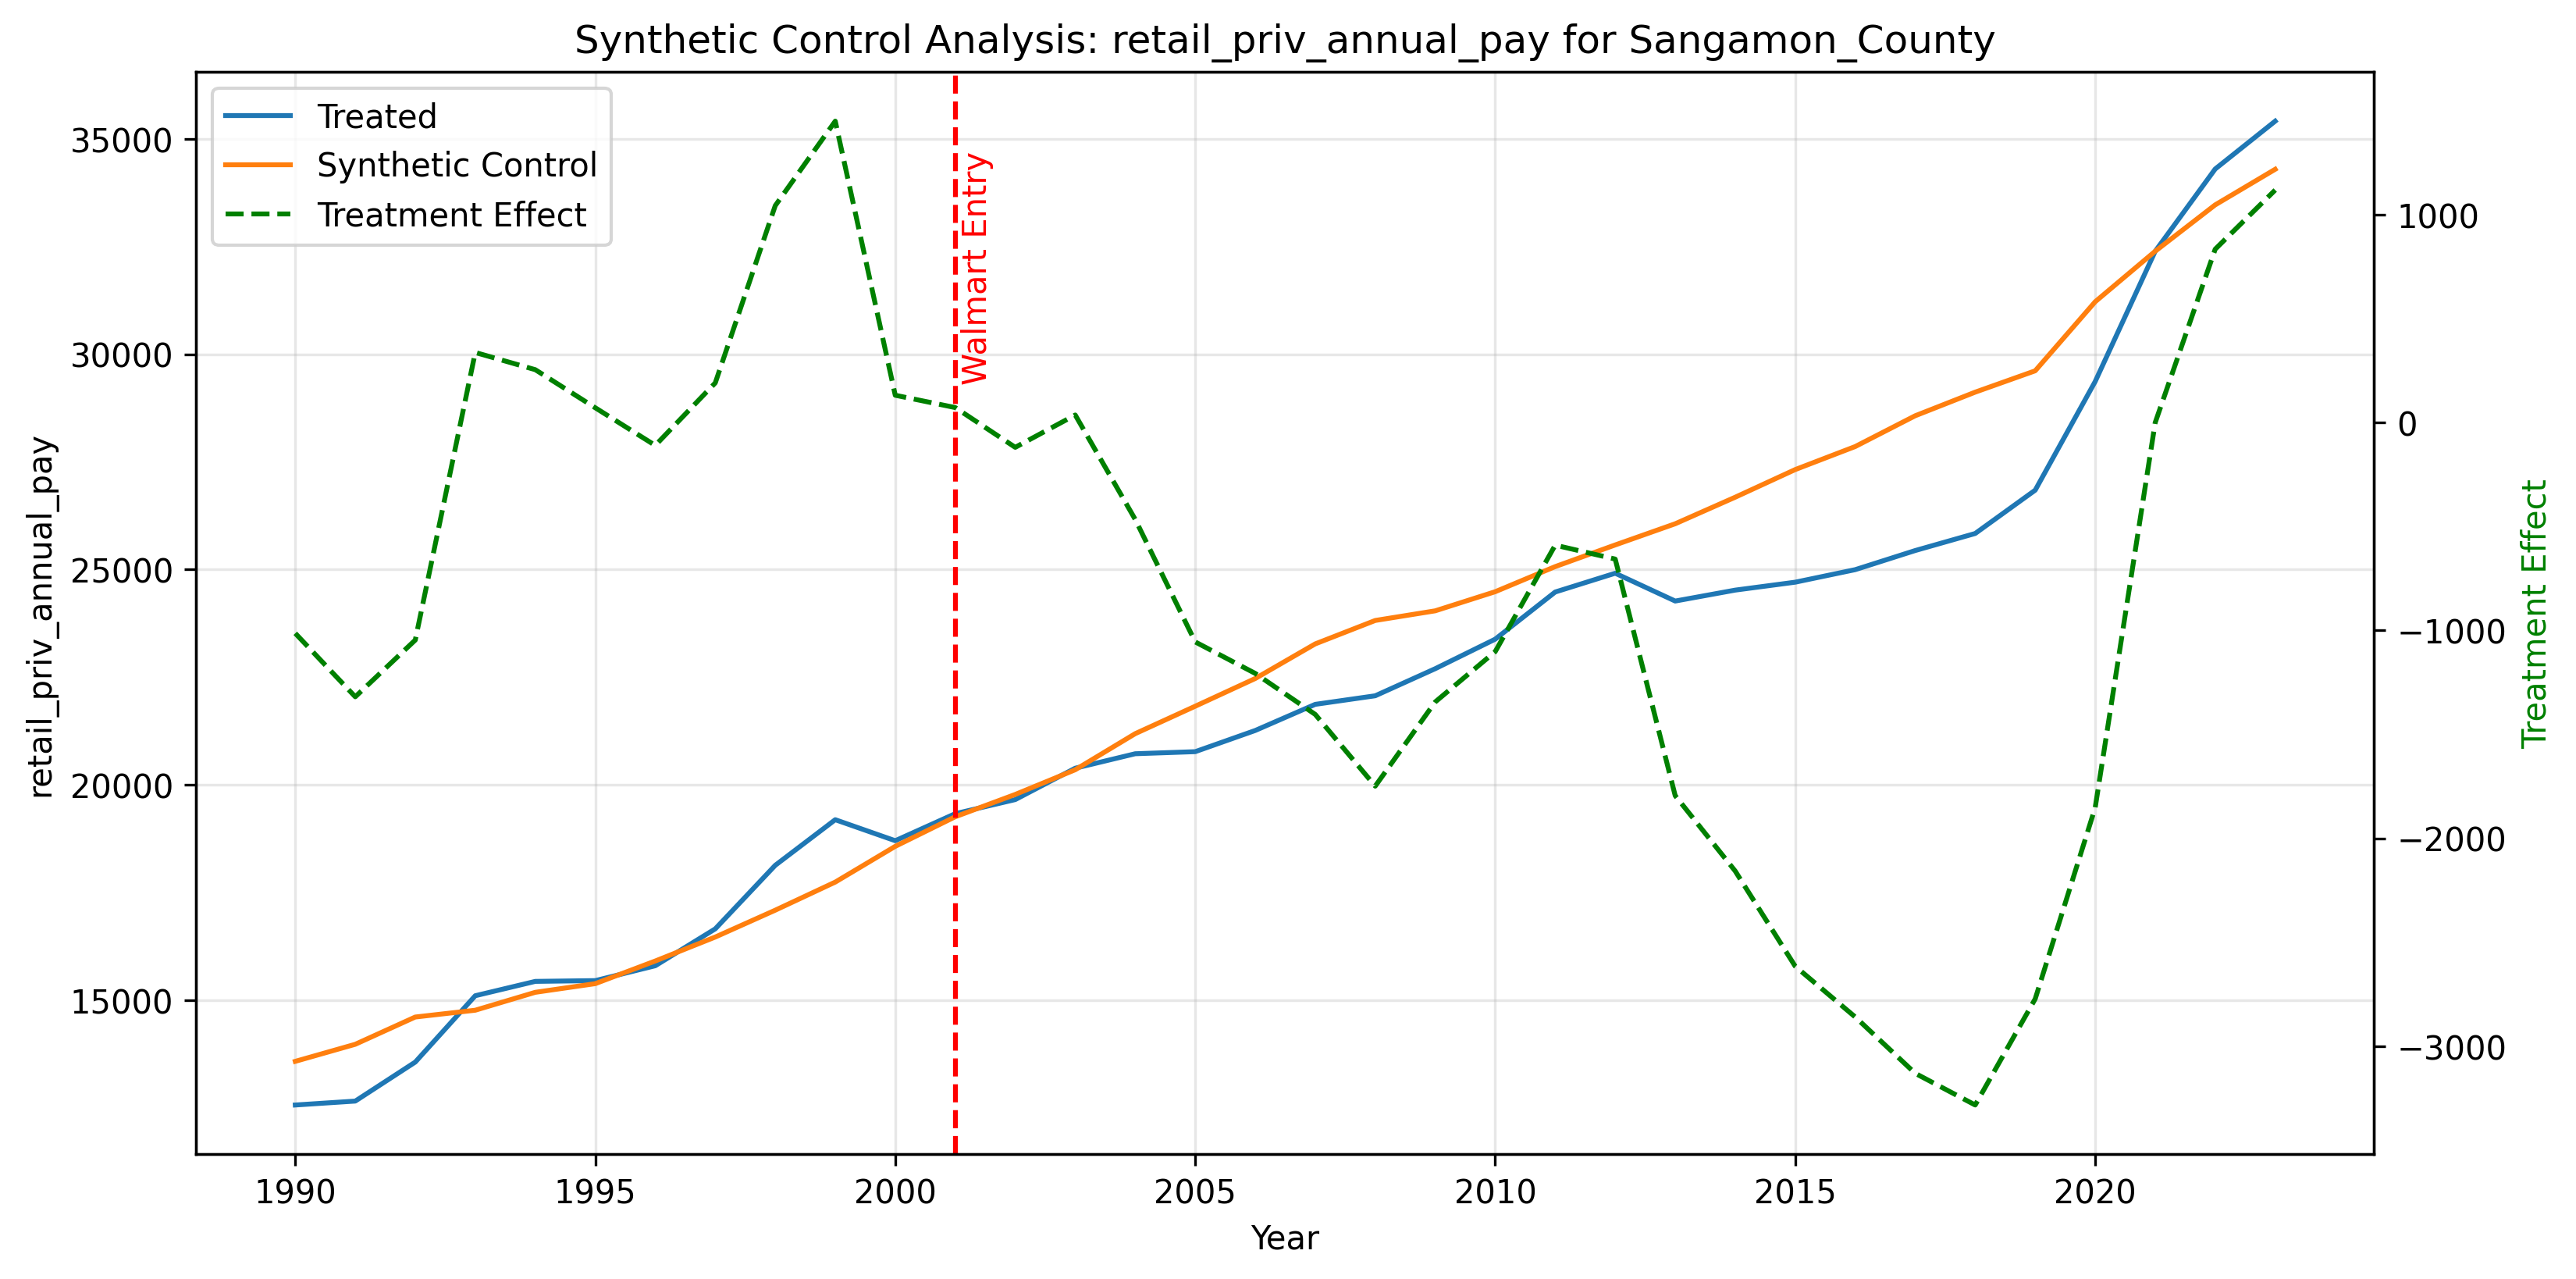 Synthetic Control Analysis: retail_priv_annual_pay for Sangamon_County
Treated
Synthetic Control
Treatment Effect
Walmart Entry
retail_priv_annual_pay
35000
30000
25000
20000
15000
1000
0
−1000
−2000
−3000
Treatment Effect
1990
1995
2000
2005
2010
2015
2020
Year